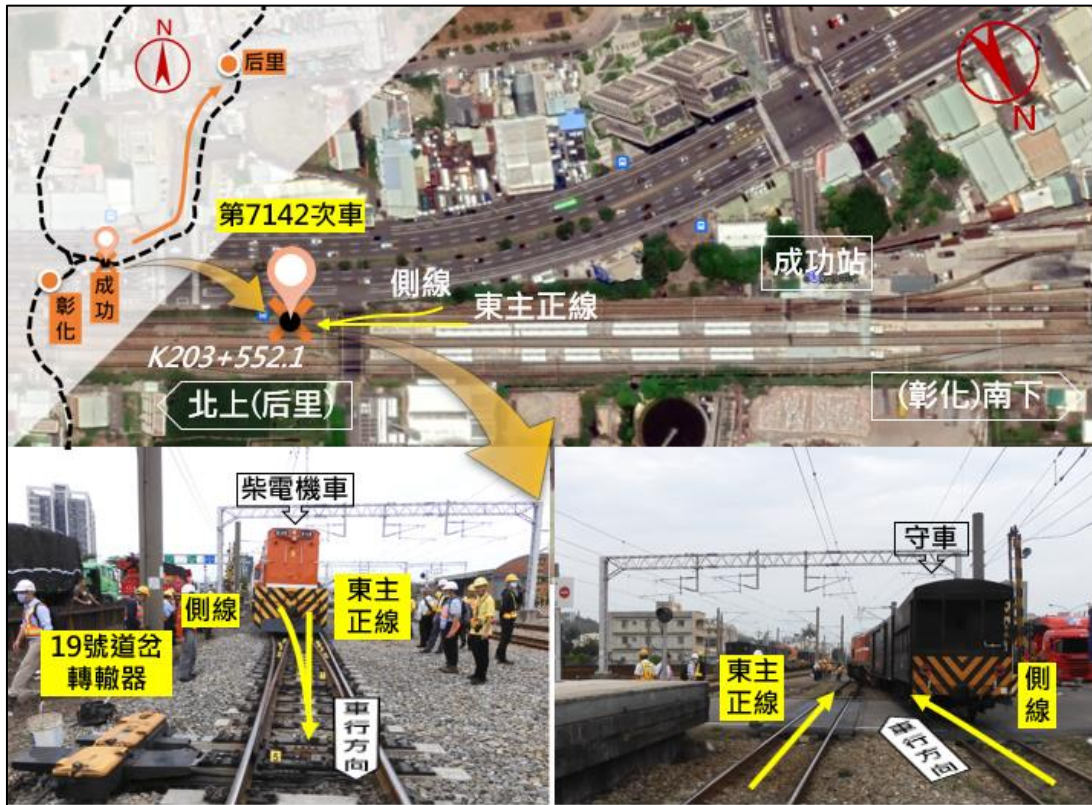 N
后里
第7142次車
成功
彰化
側線
東主正線
成功站
K203+552.1
北上(后里)
(彰化)南下
N
柴電機車
側線
東主
正線
19號道岔
轉轍器
車行方向
5
守車
東主
正線
側
線
車行方向